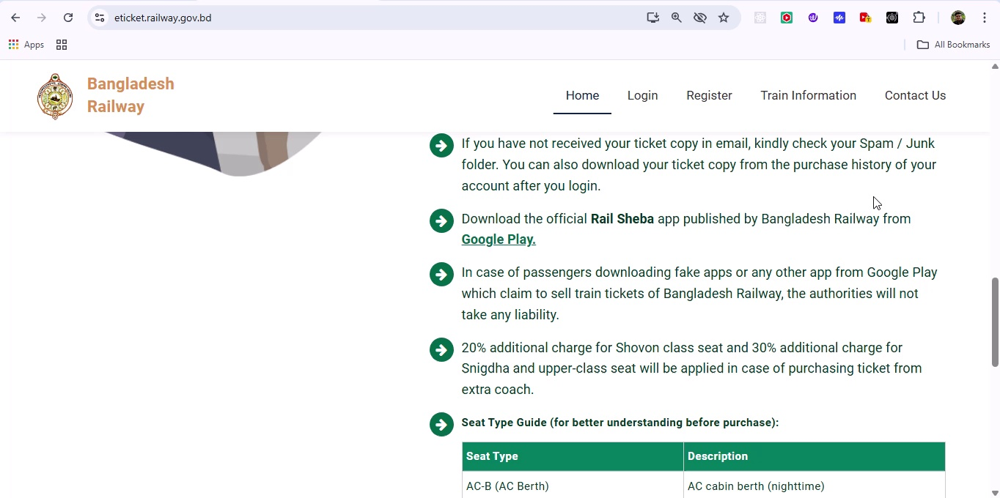 eticket.railway.gov.bd
Apps
All Bookmarks
Bangladesh
Railway
Home
Login
Register
Train Information
Contact Us
If you have not received your ticket copy in email, kindly check your Spam / Junk
folder. You can also download your ticket copy from the purchase history of your
account after you login.
Download the official Rail Sheba app published by Bangladesh Railway from
Google Play.
In case of passengers downloading fake apps or any other app from Google Play
which claim to sell train tickets of Bangladesh Railway, the authorities will not
take any liability.
20% additional charge for Shovon class seat and 30% additional charge for
Snigdha and upper-class seat will be applied in case of purchasing ticket from
extra coach.
Seat Type Guide (for better understanding before purchase):
Seat Type
Description
AC-B (AC Berth)
AC cabin berth (nighttime)